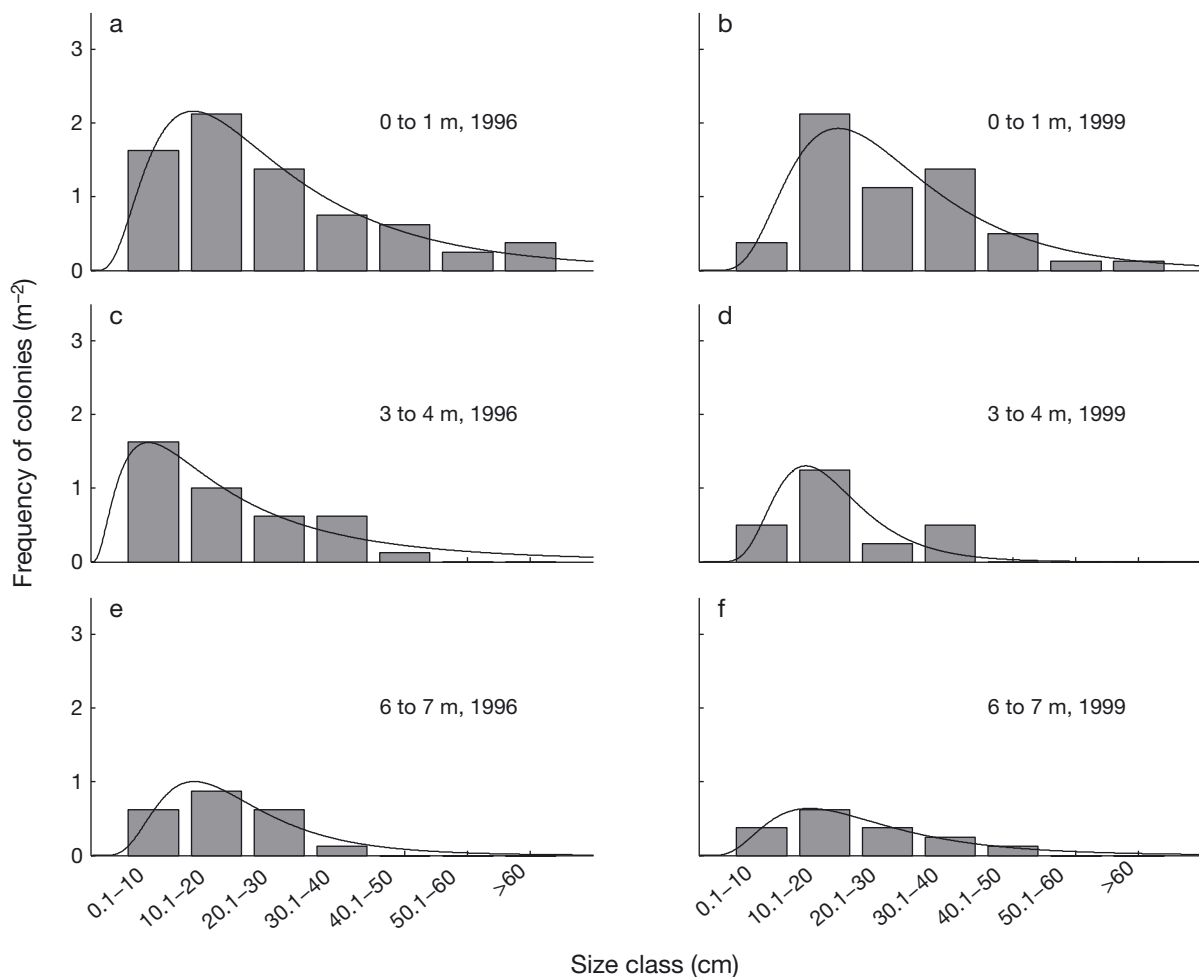 a
b
3
2
1
0
0 to 1 m, 1996
0 to 1 m, 1999
c
d
3
2
1
0
3 to 4 m, 1996
3 to 4 m, 1999
Frequency of colonies (m⁻²)
e
f
3
2
1
0
6 to 7 m, 1996
6 to 7 m, 1999
0.1–10
10.1–20
20.1–30
30.1–40
40.1–50
50.1–60
>60
0.1–10
10.1–20
20.1–30
30.1–40
40.1–50
50.1–60
>60
Size class (cm)